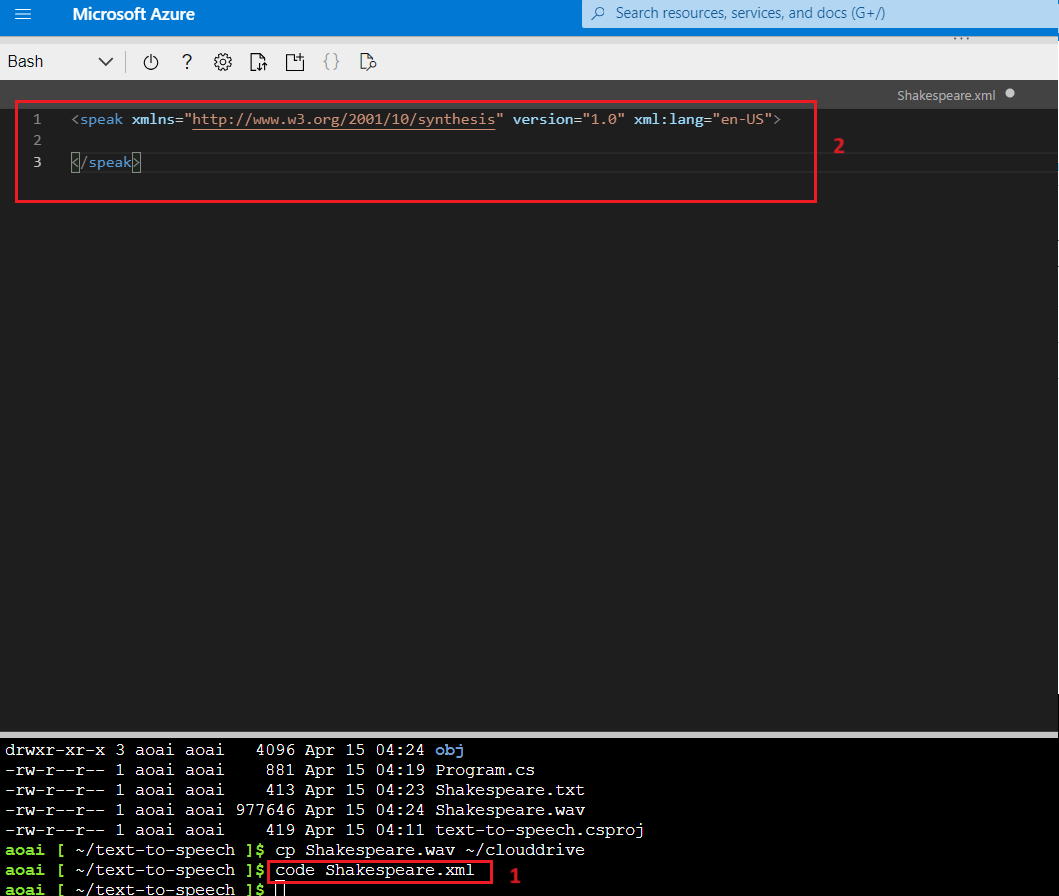 Microsoft Azure
Search resources, services, and docs (G+/)
Bash
Shakespeare.xml
1 <speak xmlns="http://www.w3.org/2001/10/synthesis" version="1.0" xml:lang="en-US">
2
3 </speak>
2
drwxr-xr-x 3 aoai aoai 4096 Apr 15 04:24 obj
-rw-r--r-- 1 aoai aoai 881 Apr 15 04:19 Program.cs
-rw-r--r-- 1 aoai aoai 413 Apr 15 04:23 Shakespeare.txt
-rw-r--r-- 1 aoai aoai 977646 Apr 15 04:24 Shakespeare.wav
-rw-r--r-- 1 aoai aoai 419 Apr 15 04:11 text-to-speech.csproj
aoai [ ~/text-to-speech ]$ cp Shakespeare.wav ~/clouddrive
aoai [ ~/text-to-speech ]$ code Shakespeare.xml
1
aoai [ ~/text-to-speech ]$